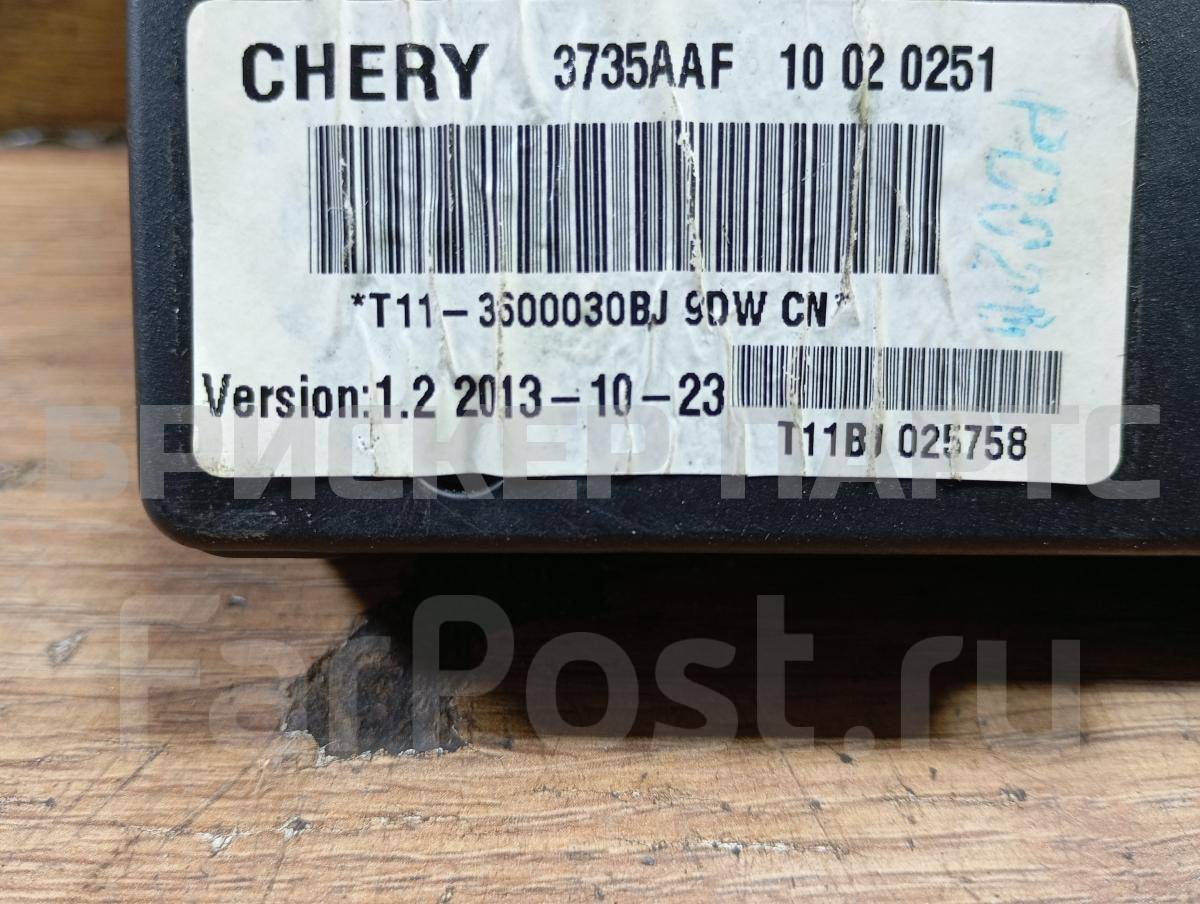 CHERY 3735AAF 10 02 0251
*T11-3600030BJ 9DW CN*
Version:1.2 2013-10-23
T11BJ 025758
БРИСКЕР ПАРТС
FarPost.ru